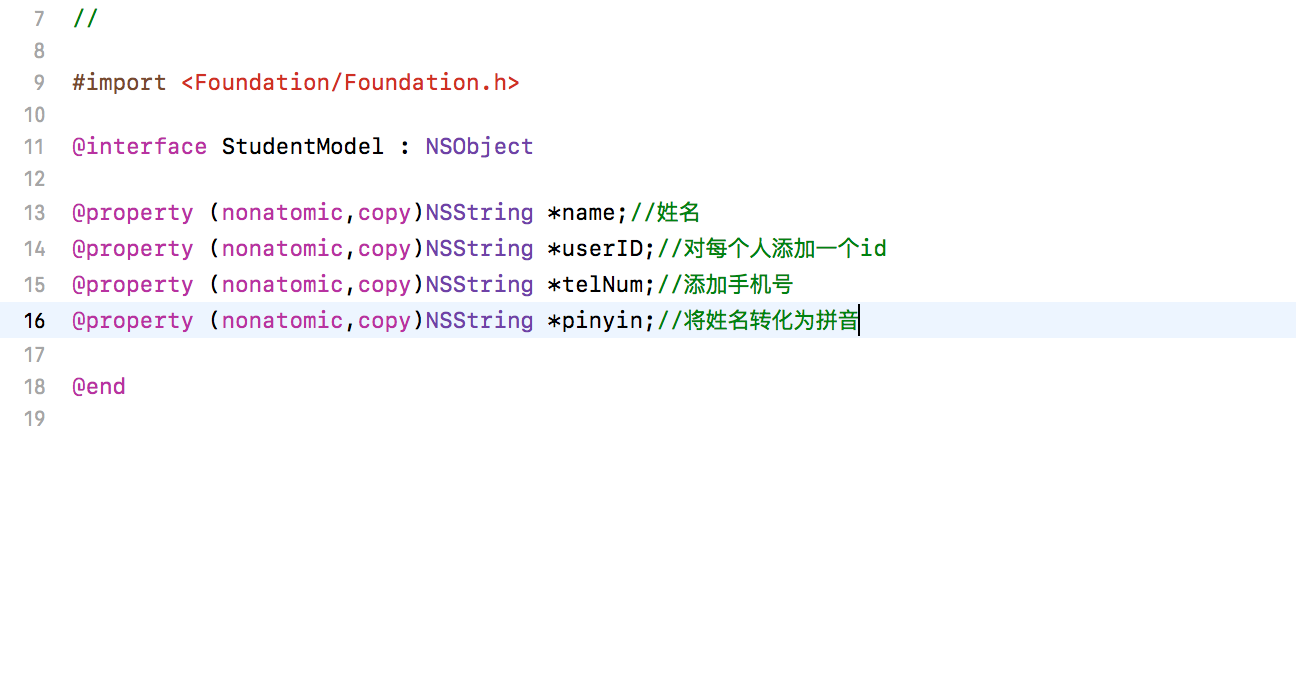 7 //
8
9 #import <Foundation/Foundation.h>
10
11 @interface StudentModel : NSObject
12
13 @property (nonatomic,copy)NSString *name;//姓名
14 @property (nonatomic,copy)NSString *userID;//对每个人添加一个id
15 @property (nonatomic,copy)NSString *telNum;//添加手机号
16 @property (nonatomic,copy)NSString *pinyin;//将姓名转化为拼音
17
18 @end
19